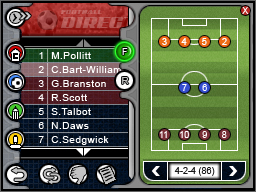 FOOTBALL
DIREC
F
1 M.Pollitt
2 C.Bart-William
R
3 G.Branston
4 R.Scott
5 S.Talbot
6 N.Daws
7 C.Sedgwick
3 4 5 2
7 6
11 10 9 8
4-2-4 (86)
X